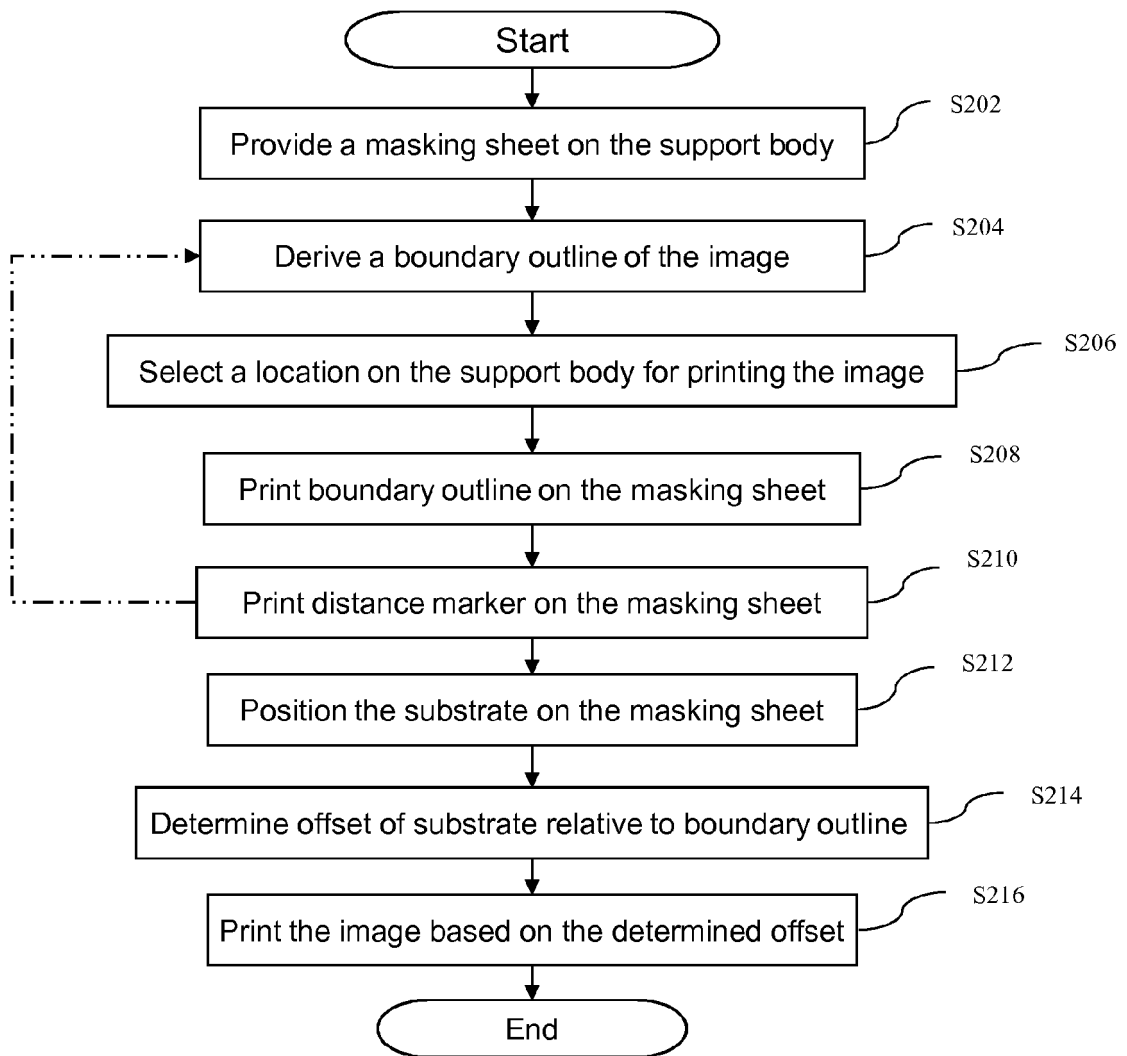 Start
S202
Provide a masking sheet on the support body
S204
Derive a boundary outline of the image
S206
Select a location on the support body for printing the image
S208
Print boundary outline on the masking sheet
S210
Print distance marker on the masking sheet
S212
Position the substrate on the masking sheet
S214
Determine offset of substrate relative to boundary outline
S216
Print the image based on the determined offset
End